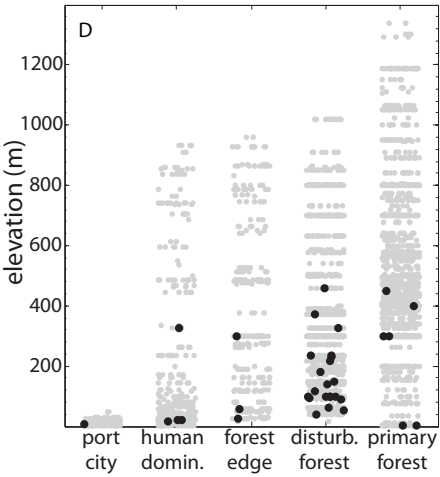 D
1200
1000
800
600
400
200
elevation (m)
port human forest disturb. primary
city domin. edge forest forest